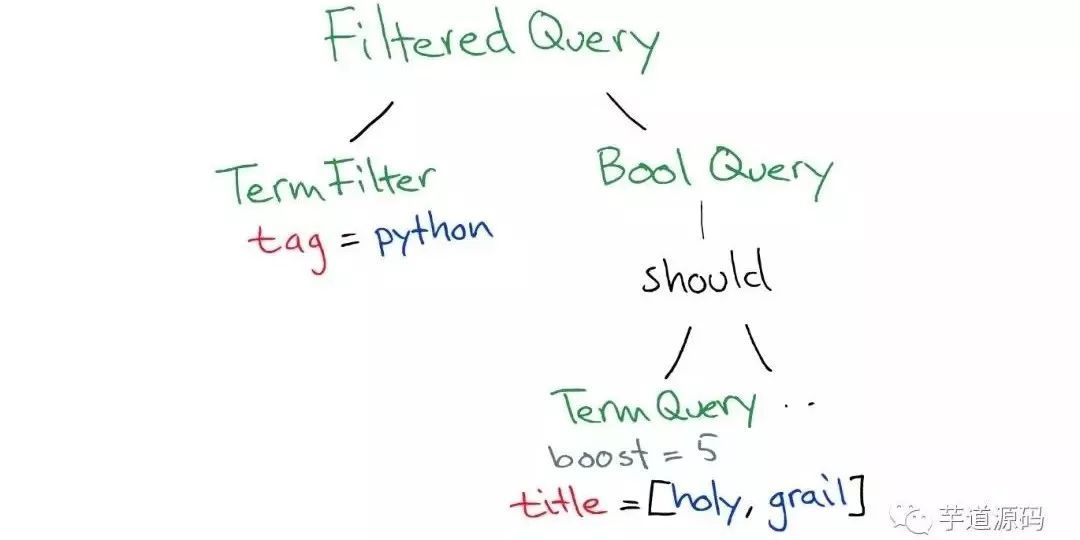 Filtered Query
TermFilter
tag = python
Bool Query
should
TermQuery ..
boost = 5
title = [holy, grail]
芋道源码